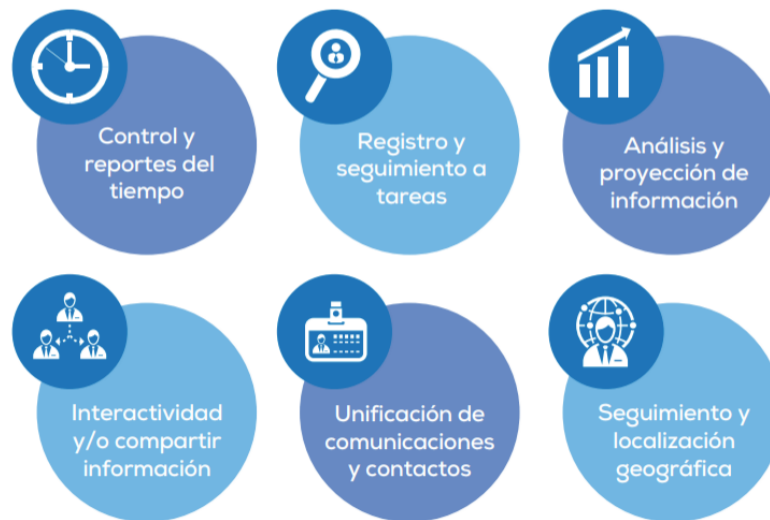 Control y
reportes del
tiempo
Registro y
seguimiento a
tareas
Análisis y
proyección de
información
Interactividad
y/o compartir
información
Unificación de
comunicaciones
y contactos
Seguimiento y
localización
geográfica